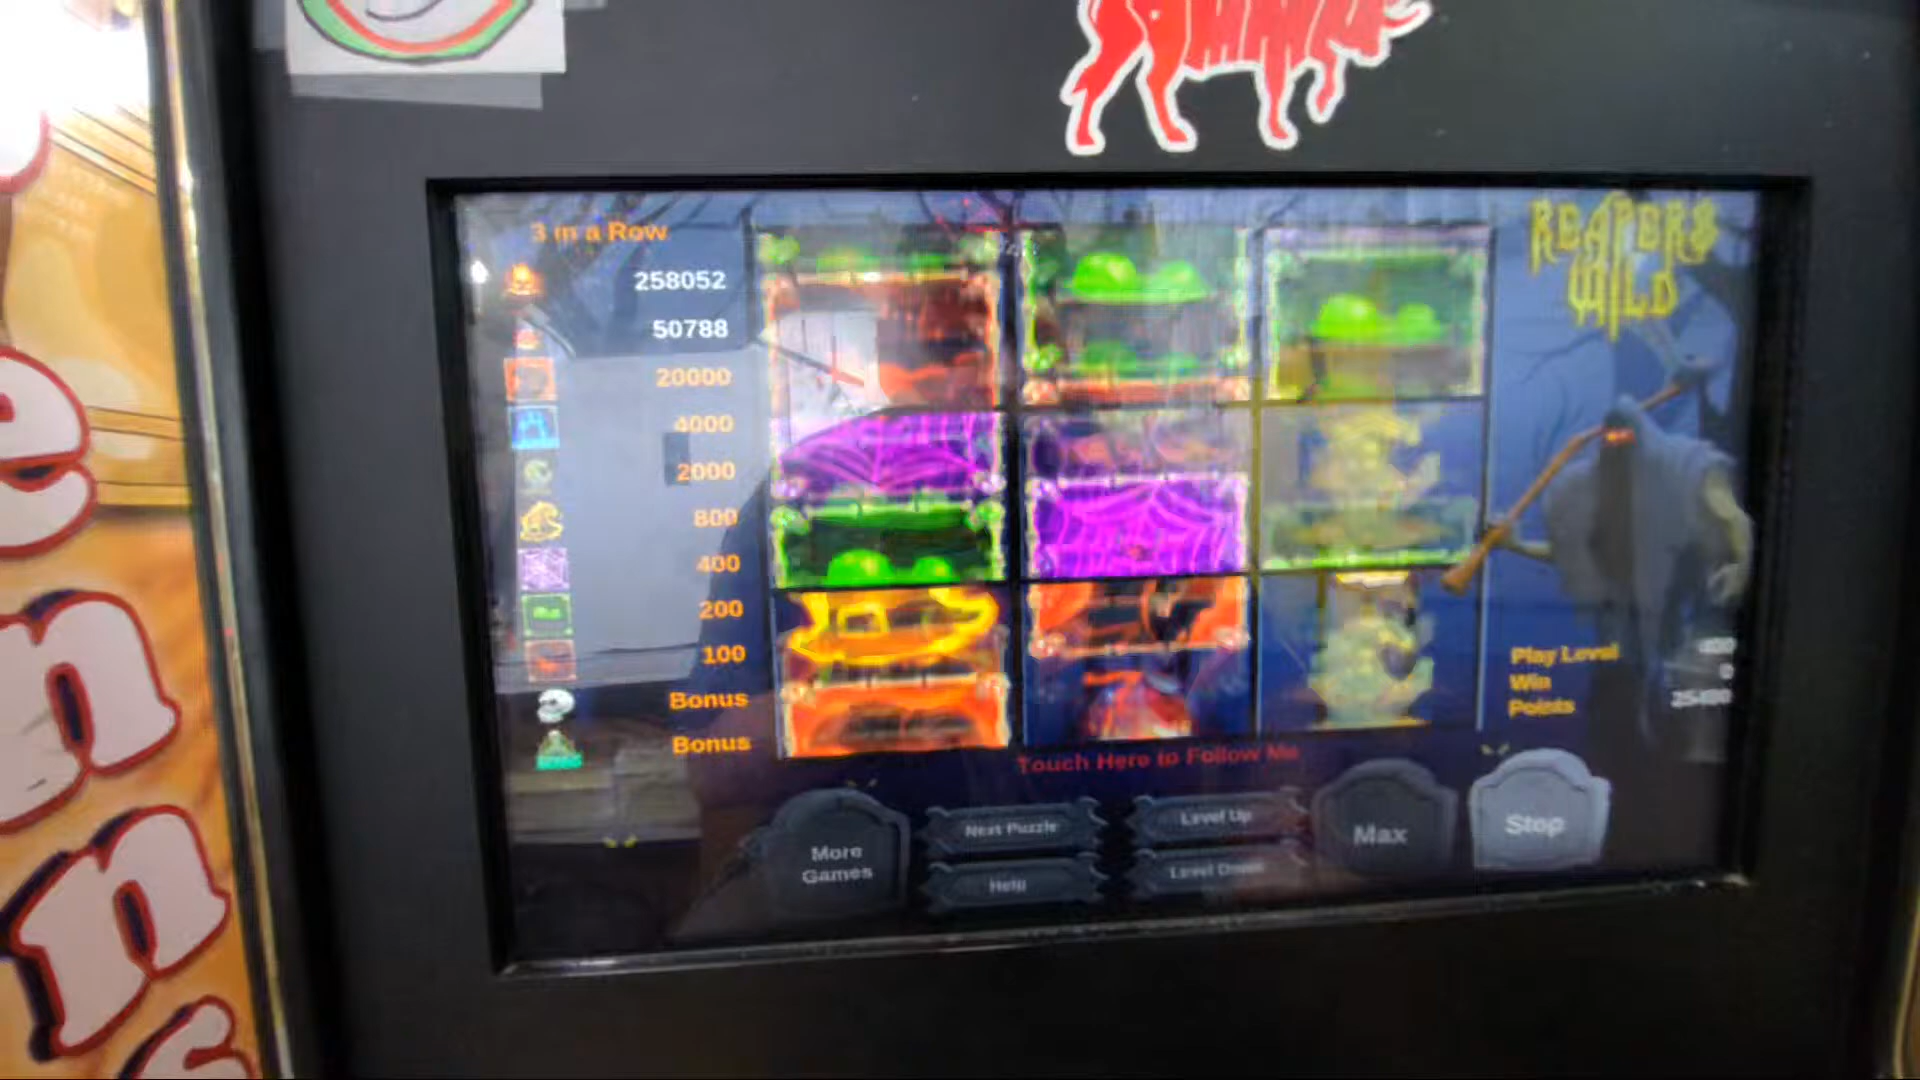 3 in a Row
258052
50788
20000
4000
2000
800
400
200
100
Bonus
Bonus
REAPERS
WILD
Play Level
Win
Points
Touch Here to Follow Me
More
Games
Next Puzzle
Help
Level Up
Level Down
Max
Stop
e
n
n